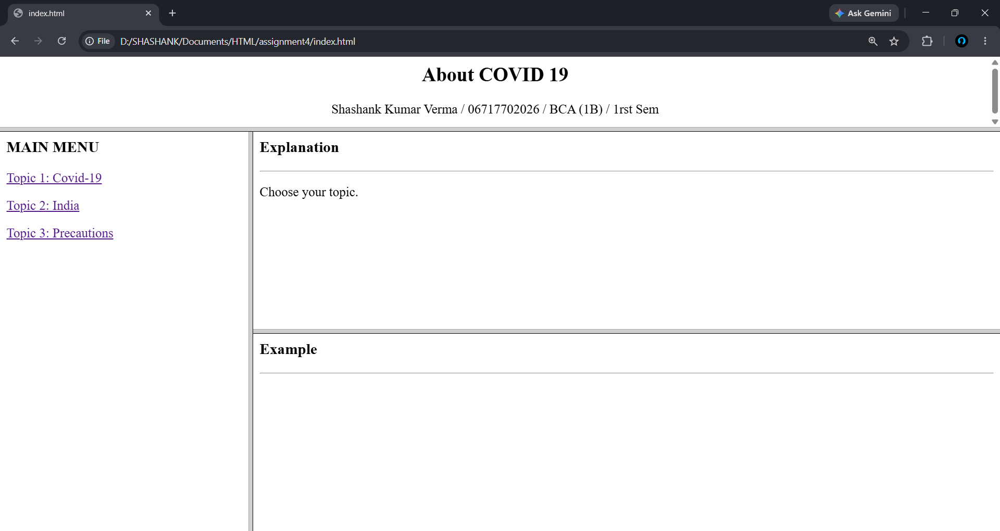 index.html
Ask Gemini
File
D:/SHASHANK/Documents/HTML/assignment4/index.html
About COVID 19
Shashank Kumar Verma / 06717702026 / BCA (1B) / 1rst Sem
MAIN MENU
Topic 1: Covid-19
Topic 2: India
Topic 3: Precautions
Explanation
Choose your topic.
Example